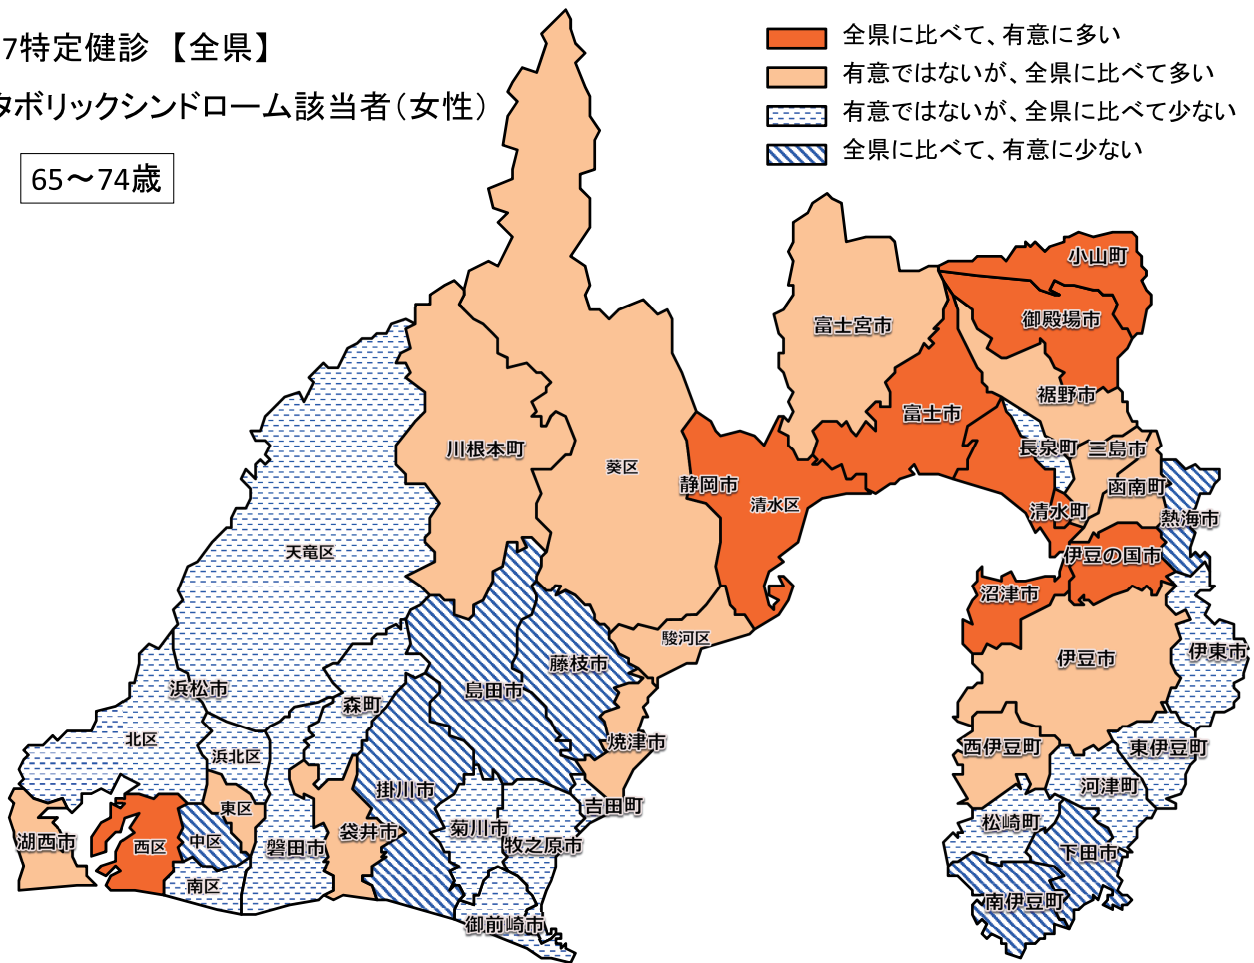 7特定健診 【全県】
タボリックシンドローム該当者（女性）
65～74歳
全県に比べて、有意に多い
有意ではないが、全県に比べて多い
有意ではないが、全県に比べて少ない
全県に比べて、有意に少ない
小山町
御殿場市
富士宮市
裾野市
富士市
長泉町
三島市
川根本町
葵区
静岡市
清水区
函南町
清水町
熱海市
天竜区
伊豆の国市
沼津市
駿河区
伊豆市
伊東市
藤枝市
島田市
浜松市
森町
北区
浜北区
焼津市
西伊豆町
東伊豆町
掛川市
河津町
東区
吉田町
湖西市
西区
中区
袋井市
菊川市
松崎町
磐田市
牧之原市
下田市
南区
南伊豆町
御前崎市